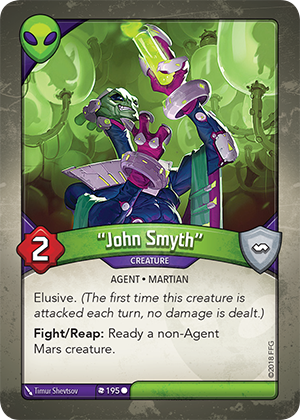 "John Smyth"
2
CREATURE
AGENT • MARTIAN
Elusive. (The first time this creature is
attacked each turn, no damage is dealt.)
Fight/Reap: Ready a non-Agent
Mars creature.
©2018 FFG
Timur Shevtsov
195